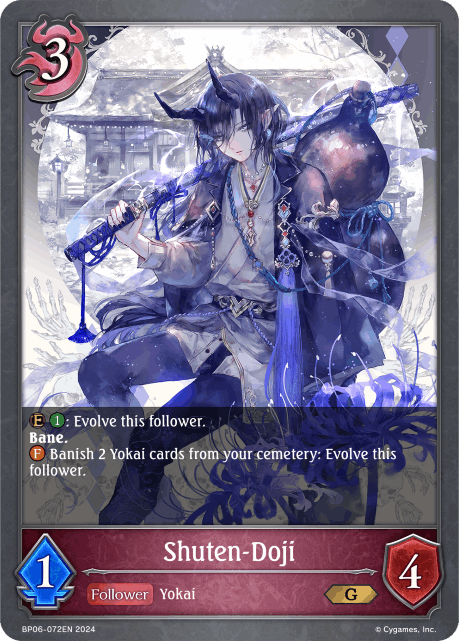 3
E 1: Evolve this follower.
Bane.
F Banish 2 Yokai cards from your cemetery: Evolve this
follower.
Shuten-Doji
1
Follower Yokai
G
4
BP06-072EN 2024
© Cygames, Inc.